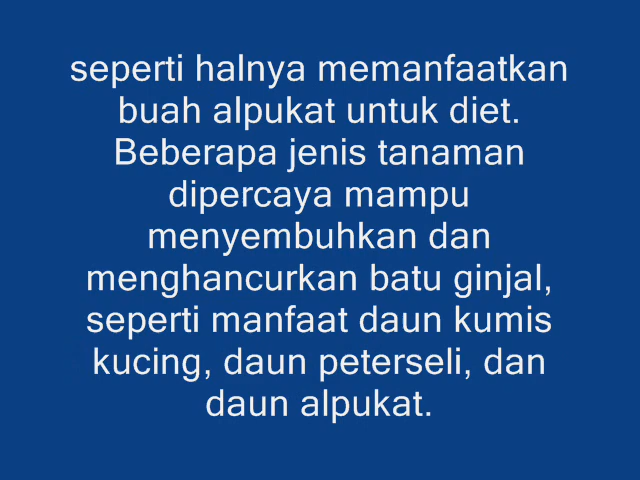 seperti halnya memanfaatkan
buah alpukat untuk diet.
Beberapa jenis tanaman
dipercaya mampu
menyembuhkan dan
menghancurkan batu ginjal,
seperti manfaat daun kumis
kucing, daun peterseli, dan
daun alpukat.